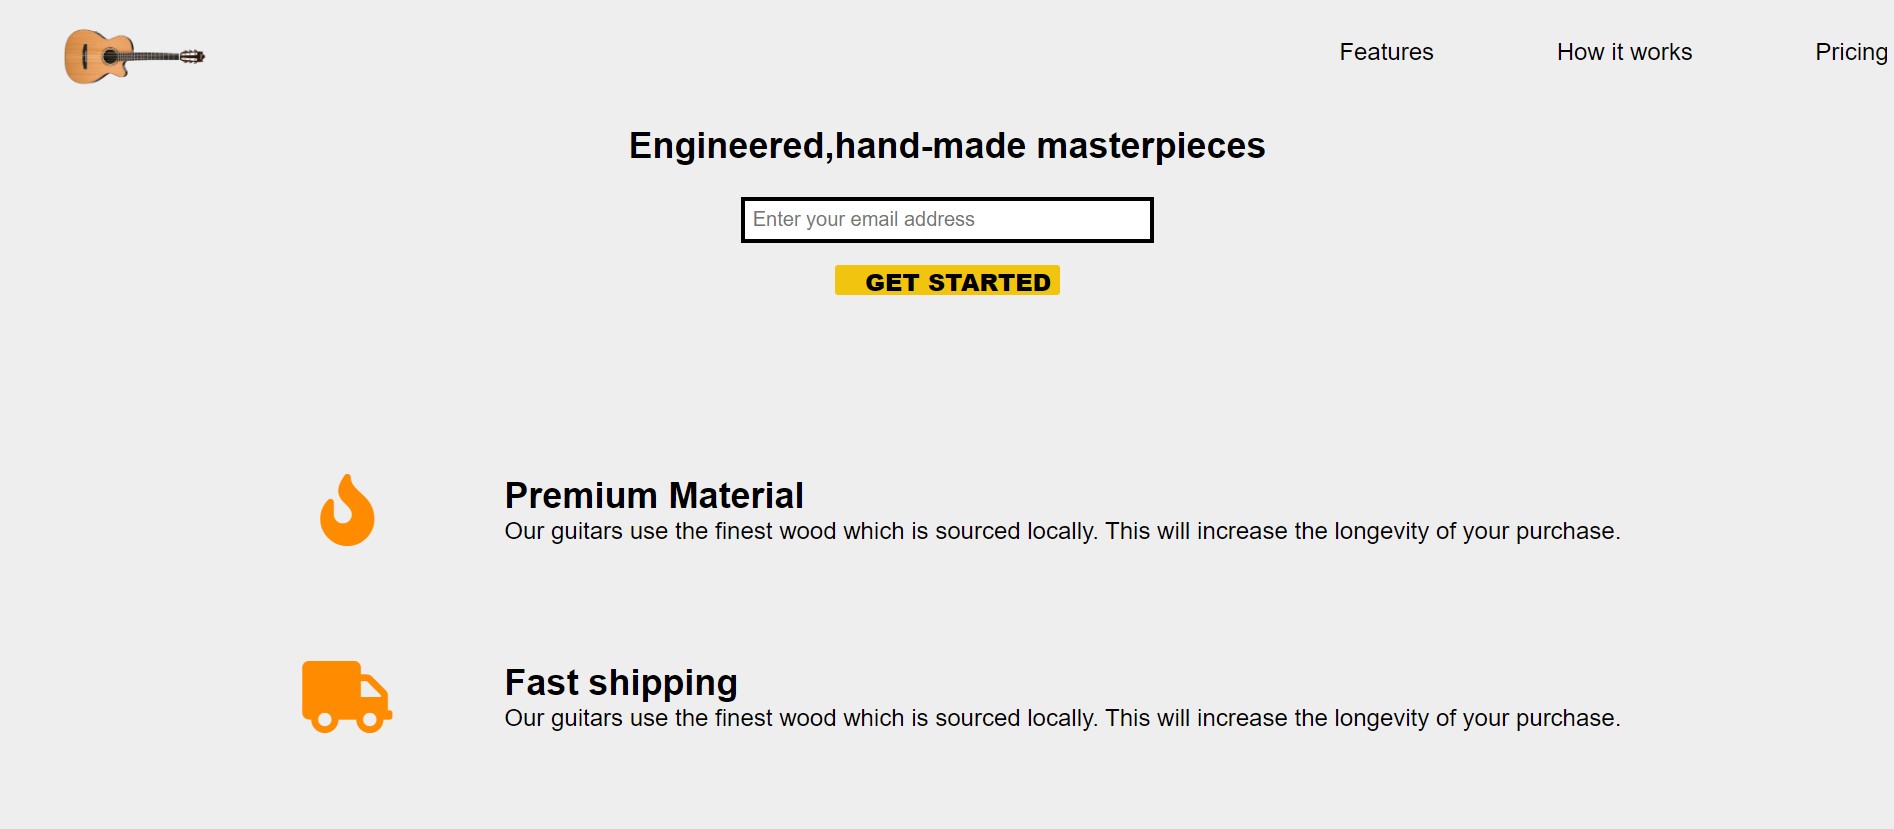 Features
How it works
Pricing
Engineered,hand-made masterpieces
Enter your email address
GET STARTED
Premium Material
Our guitars use the finest wood which is sourced locally. This will increase the longevity of your purchase.
Fast shipping
Our guitars use the finest wood which is sourced locally. This will increase the longevity of your purchase.